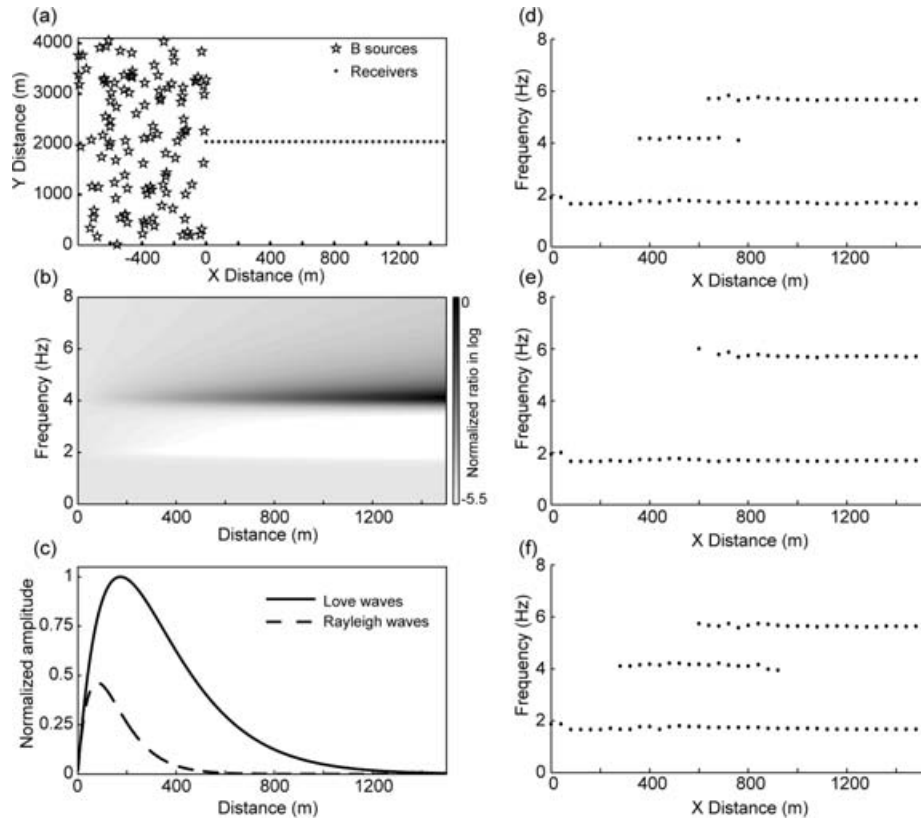 (a)
B sources
Receivers
4000
3000
2000
1000
0
Y Distance (m)
-400
0
400
800
1200
X Distance (m)
(b)
8
6
4
2
0
Frequency (Hz)
0
400
800
1200
Distance (m)
0
-5.5
Normalized ratio in log
(c)
1
0.75
0.5
0.25
0
Normalized amplitude
Love waves
Rayleigh waves
0
400
800
1200
Distance (m)
(d)
8
6
4
2
0
Frequency (Hz)
0
400
800
1200
X Distance (m)
(e)
8
6
4
2
0
Frequency (Hz)
0
400
800
1200
X Distance (m)
(f)
8
6
4
2
0
Frequency (Hz)
0
400
800
1200
X Distance (m)